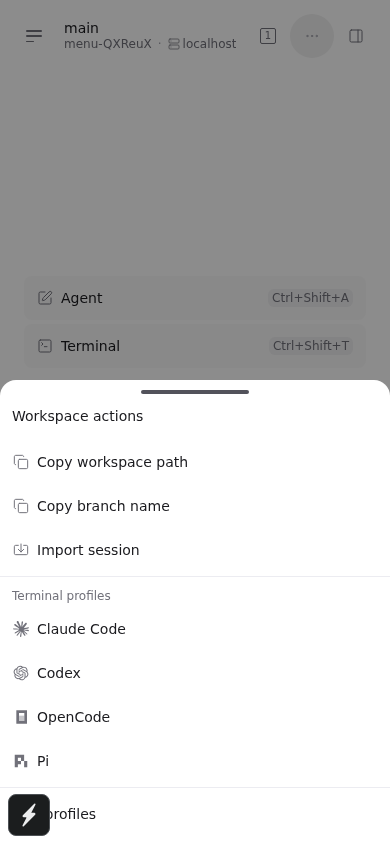 main
menu-QXReuX · localhost
1
Agent
Ctrl+Shift+A
Terminal
Ctrl+Shift+T
Workspace actions
Copy workspace path
Copy branch name
Import session
Terminal profiles
Claude Code
Codex
OpenCode
Pi
profiles